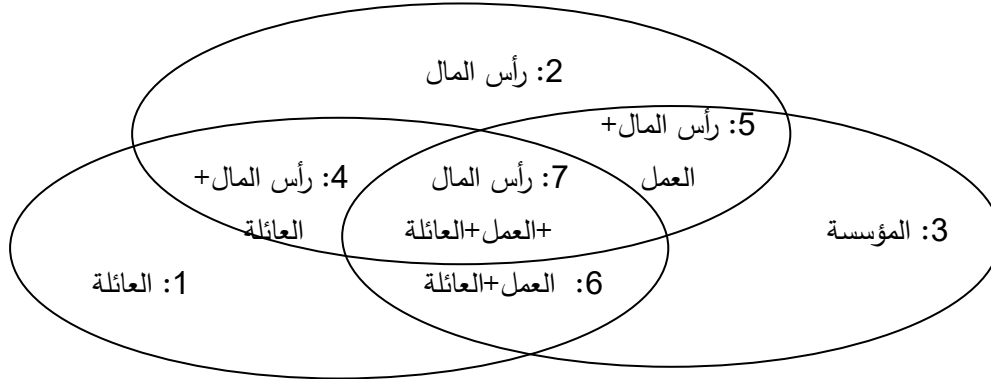 2: رأس المال
5: رأس المال+
العمل
7: رأس المال
+العمل+العائلة
4: رأس المال+
العائلة
3: المؤسسة
6: العمل+العائلة
1: العائلة